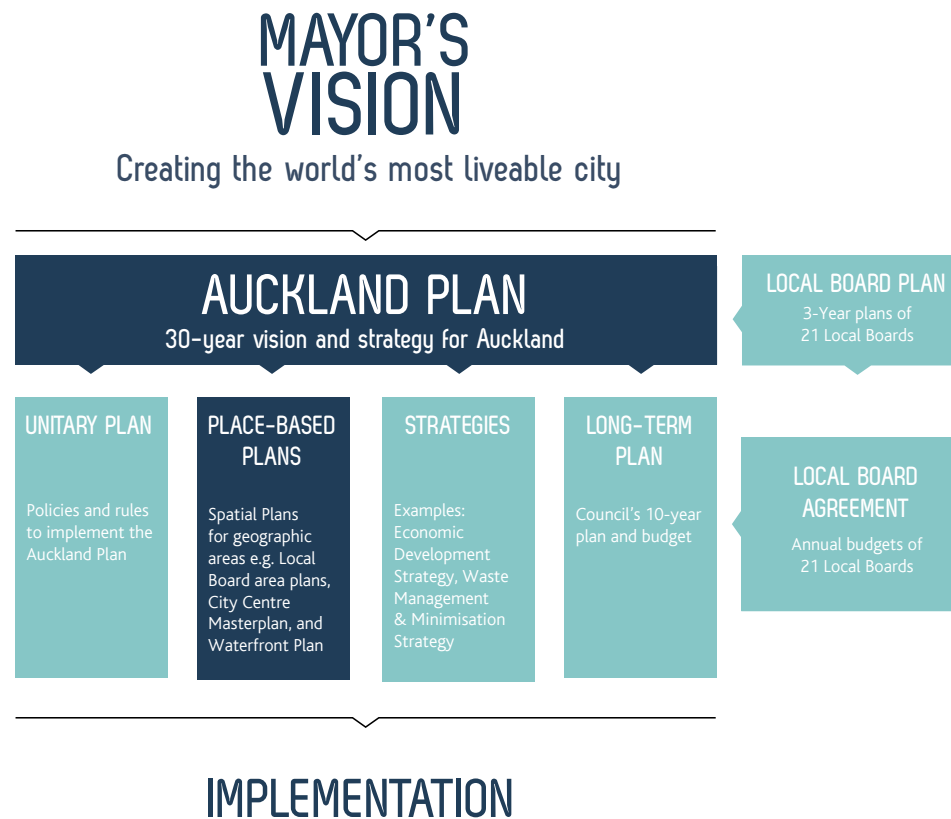 MAYOR'S
VISION
Creating the world's most liveable city
AUCKLAND PLAN
30-year vision and strategy for Auckland
LOCAL BOARD PLAN
3-Year plans of
21 Local Boards
UNITARY PLAN
Policies and rules
to implement the
Auckland Plan
PLACE-BASED
PLANS
Spatial Plans
for geographic
areas e.g. Local
Board area plans,
City Centre
Masterplan, and
Waterfront Plan
STRATEGIES
Examples:
Economic
Development
Strategy, Waste
Management
& Minimisation
Strategy
LONG-TERM
PLAN
Council's 10-year
plan and budget
LOCAL BOARD
AGREEMENT
Annual budgets of
21 Local Boards
IMPLEMENTATION